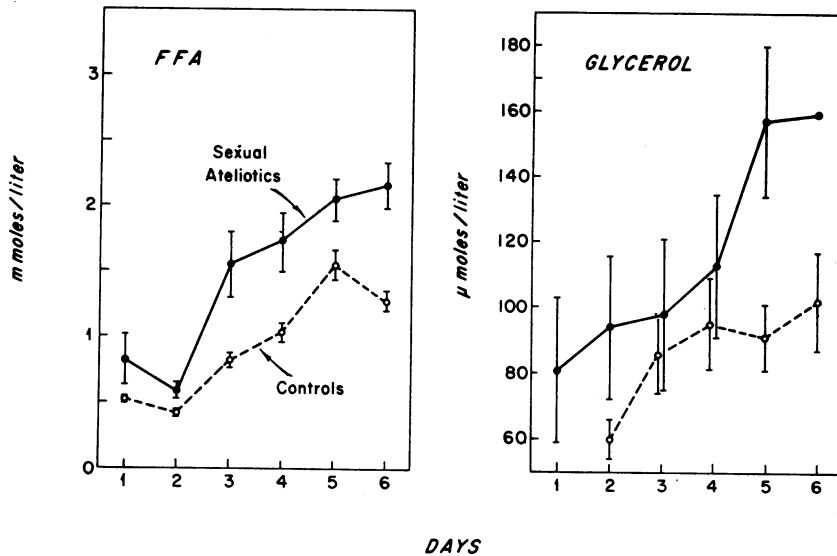 FFA
3
2
1
0
m moles/liter
Sexual
Ateliotics
Controls
1 2 3 4 5 6
GLYCEROL
180
160
140
120
100
80
60
μ moles/liter
1 2 3 4 5 6
DAYS